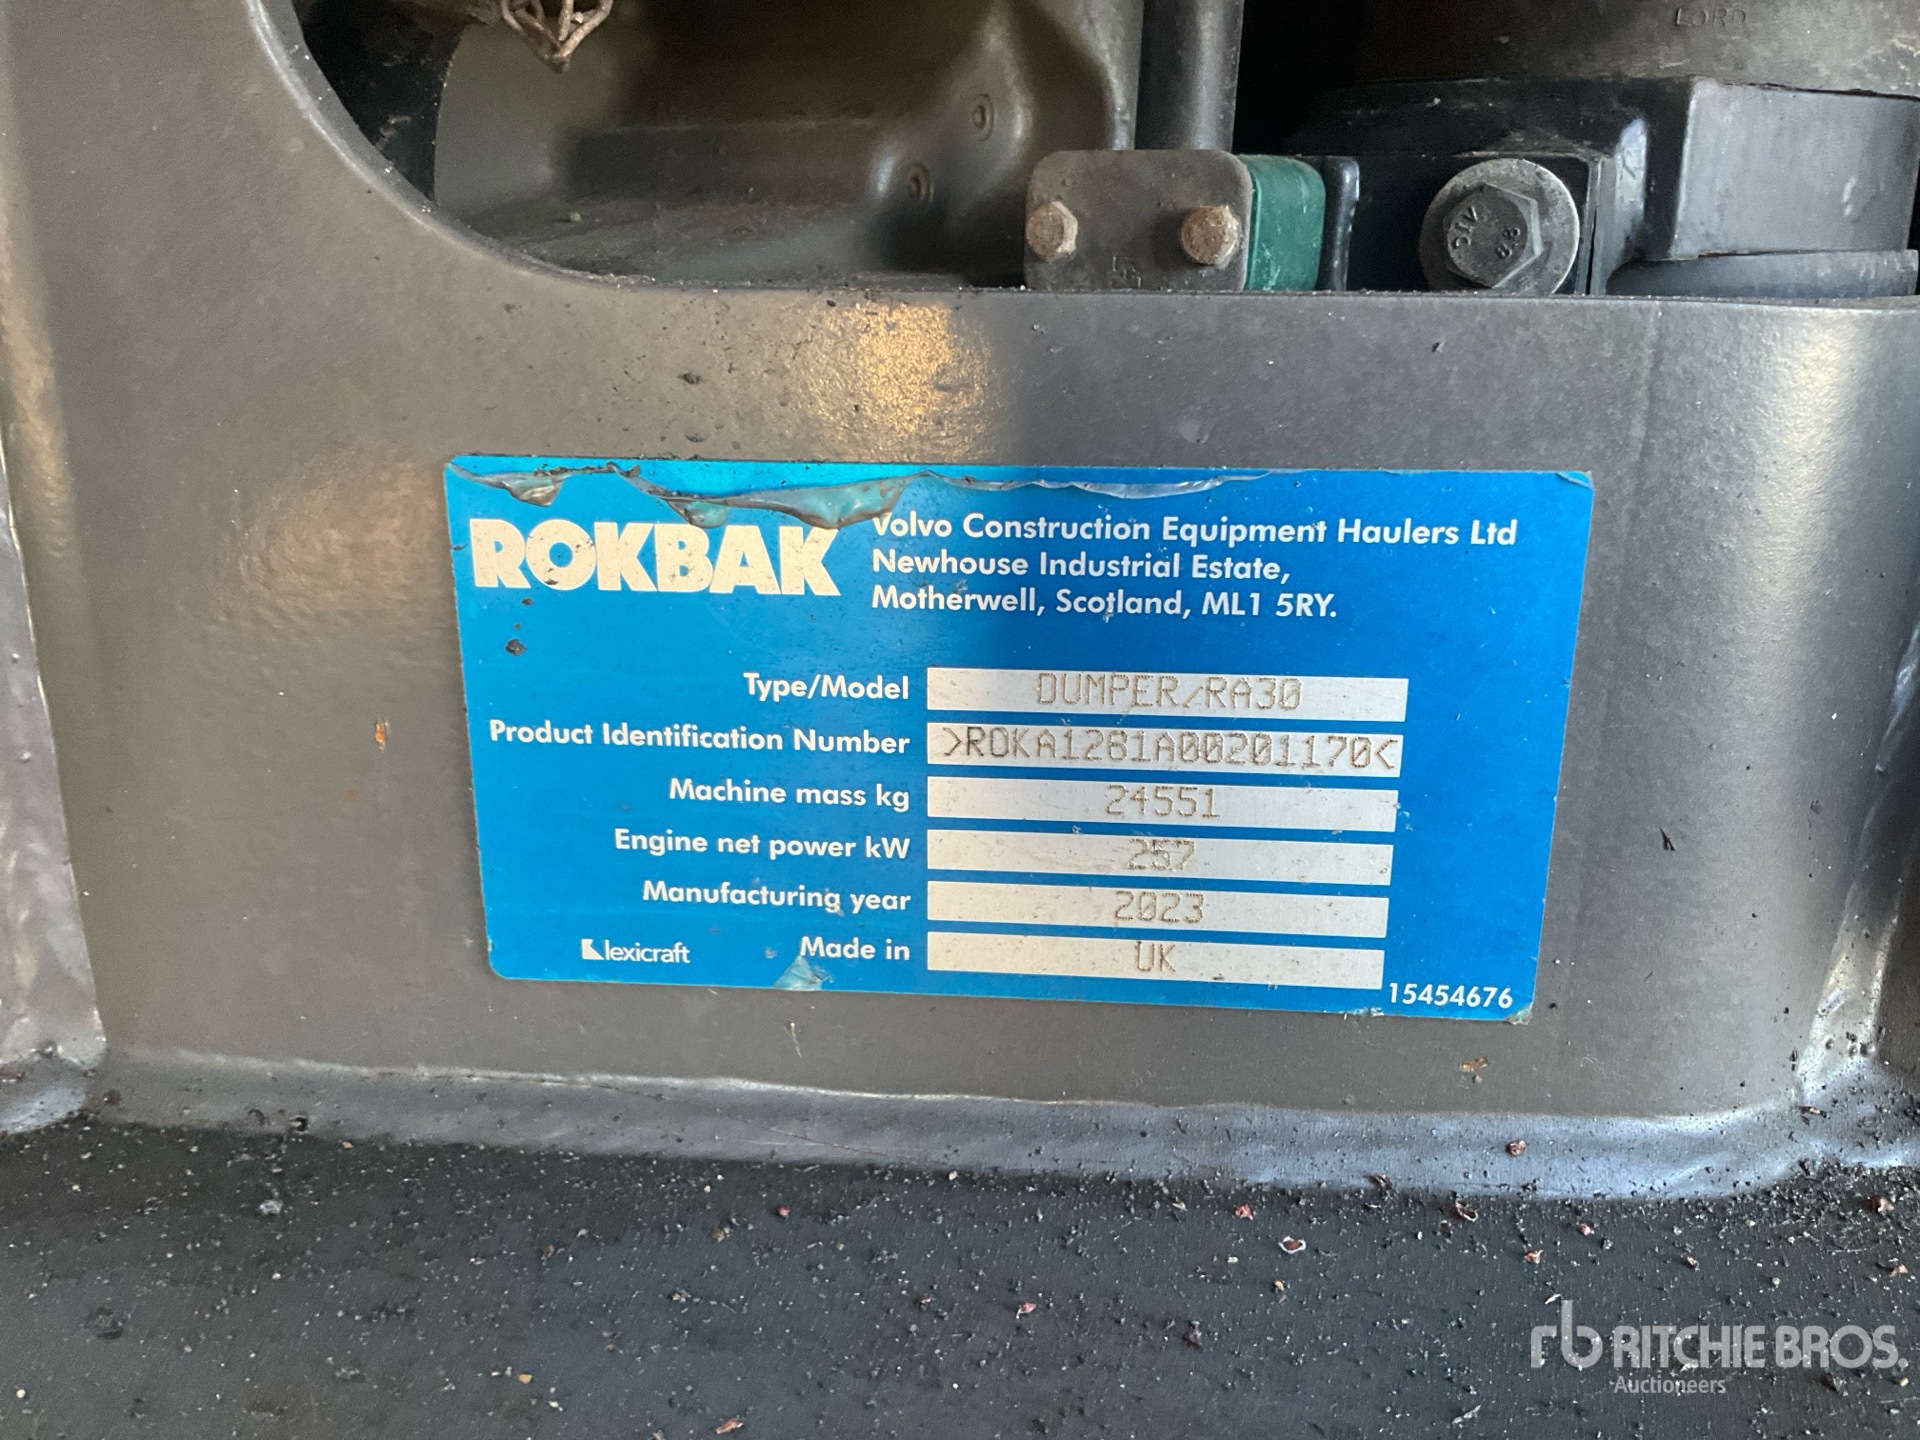 LORD
ROKBAK
Volvo Construction Equipment Haulers Ltd
Newhouse Industrial Estate,
Motherwell, Scotland, ML1 5RY.
Type/Model DUMPER/RA30
Product Identification Number >ROKA1281A00201170<
Machine mass kg 24551
Engine net power kW 257
Manufacturing year 2023
lexicraft Made in UK
15454676
rb RITCHIE BROS.
Auctioneers